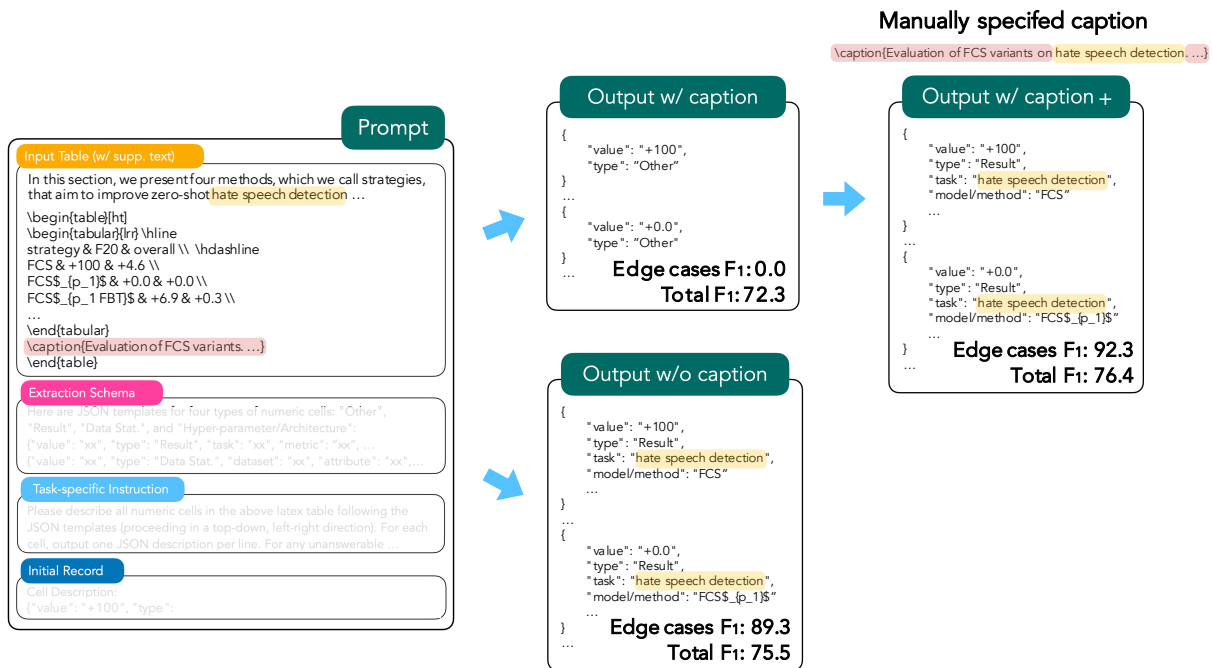 Manually specifed caption
\caption{Evaluation of FCS variants on hate speech detection. ...}
Prompt
Input Table (w/ supp. text)
In this section, we present four methods, which we call strategies,
that aim to improve zero-shot hate speech detection ...
\begin{table}[ht]
\begin{tabular}{lrr} \hline
strategy & F20 & overall \\ \hdashline
FCS & +100 & +4.6 \\
FCS$_{p_1}$ & +0.0 & +0.0 \\
FCS$_{p_1 FBT}$ & +6.9 & +0.3 \\
...
\end{tabular}
\caption{Evaluation of FCS variants. ...}
\end{table}
Extraction Schema
Here are JSON templates for four types of numeric cells: "Other",
"Result", "Data Stat.", and "Hyper-parameter/Architecture":
{"value": "xx", "type": "Result", "task": "xx", "metric": "xx", ...
{"value": "xx", "type": "Data Stat.", "dataset": "xx", "attribute": "xx",...
Task-specific Instruction
Please describe all numeric cells in the above latex table following the
JSON templates (proceeding in a top-down, left-right direction). For each
cell, output one JSON description per line. For any unanswerable ...
Initial Record
Cell Description:
{"value": "+100", "type":
Output w/ caption
{
"value": "+100",
"type": "Other"
}
...
{
"value": "+0.0",
"type": "Other"
}
...
Edge cases F1: 0.0
Total F1: 72.3
Output w/o caption
{
"value": "+100",
"type": "Result",
"task": "hate speech detection",
"model/method": "FCS"
...
}
...
{
"value": "+0.0",
"type": "Result",
"task": "hate speech detection",
"model/method": "FCS$_{p_1}$"
...
}
...
Edge cases F1: 89.3
Total F1: 75.5
Output w/ caption +
{
"value": "+100",
"type": "Result",
"task": "hate speech detection",
"model/method": "FCS"
...
}
...
{
"value": "+0.0",
"type": "Result",
"task": "hate speech detection",
"model/method": "FCS$_{p_1}$"
...
}
...
Edge cases F1: 92.3
Total F1: 76.4